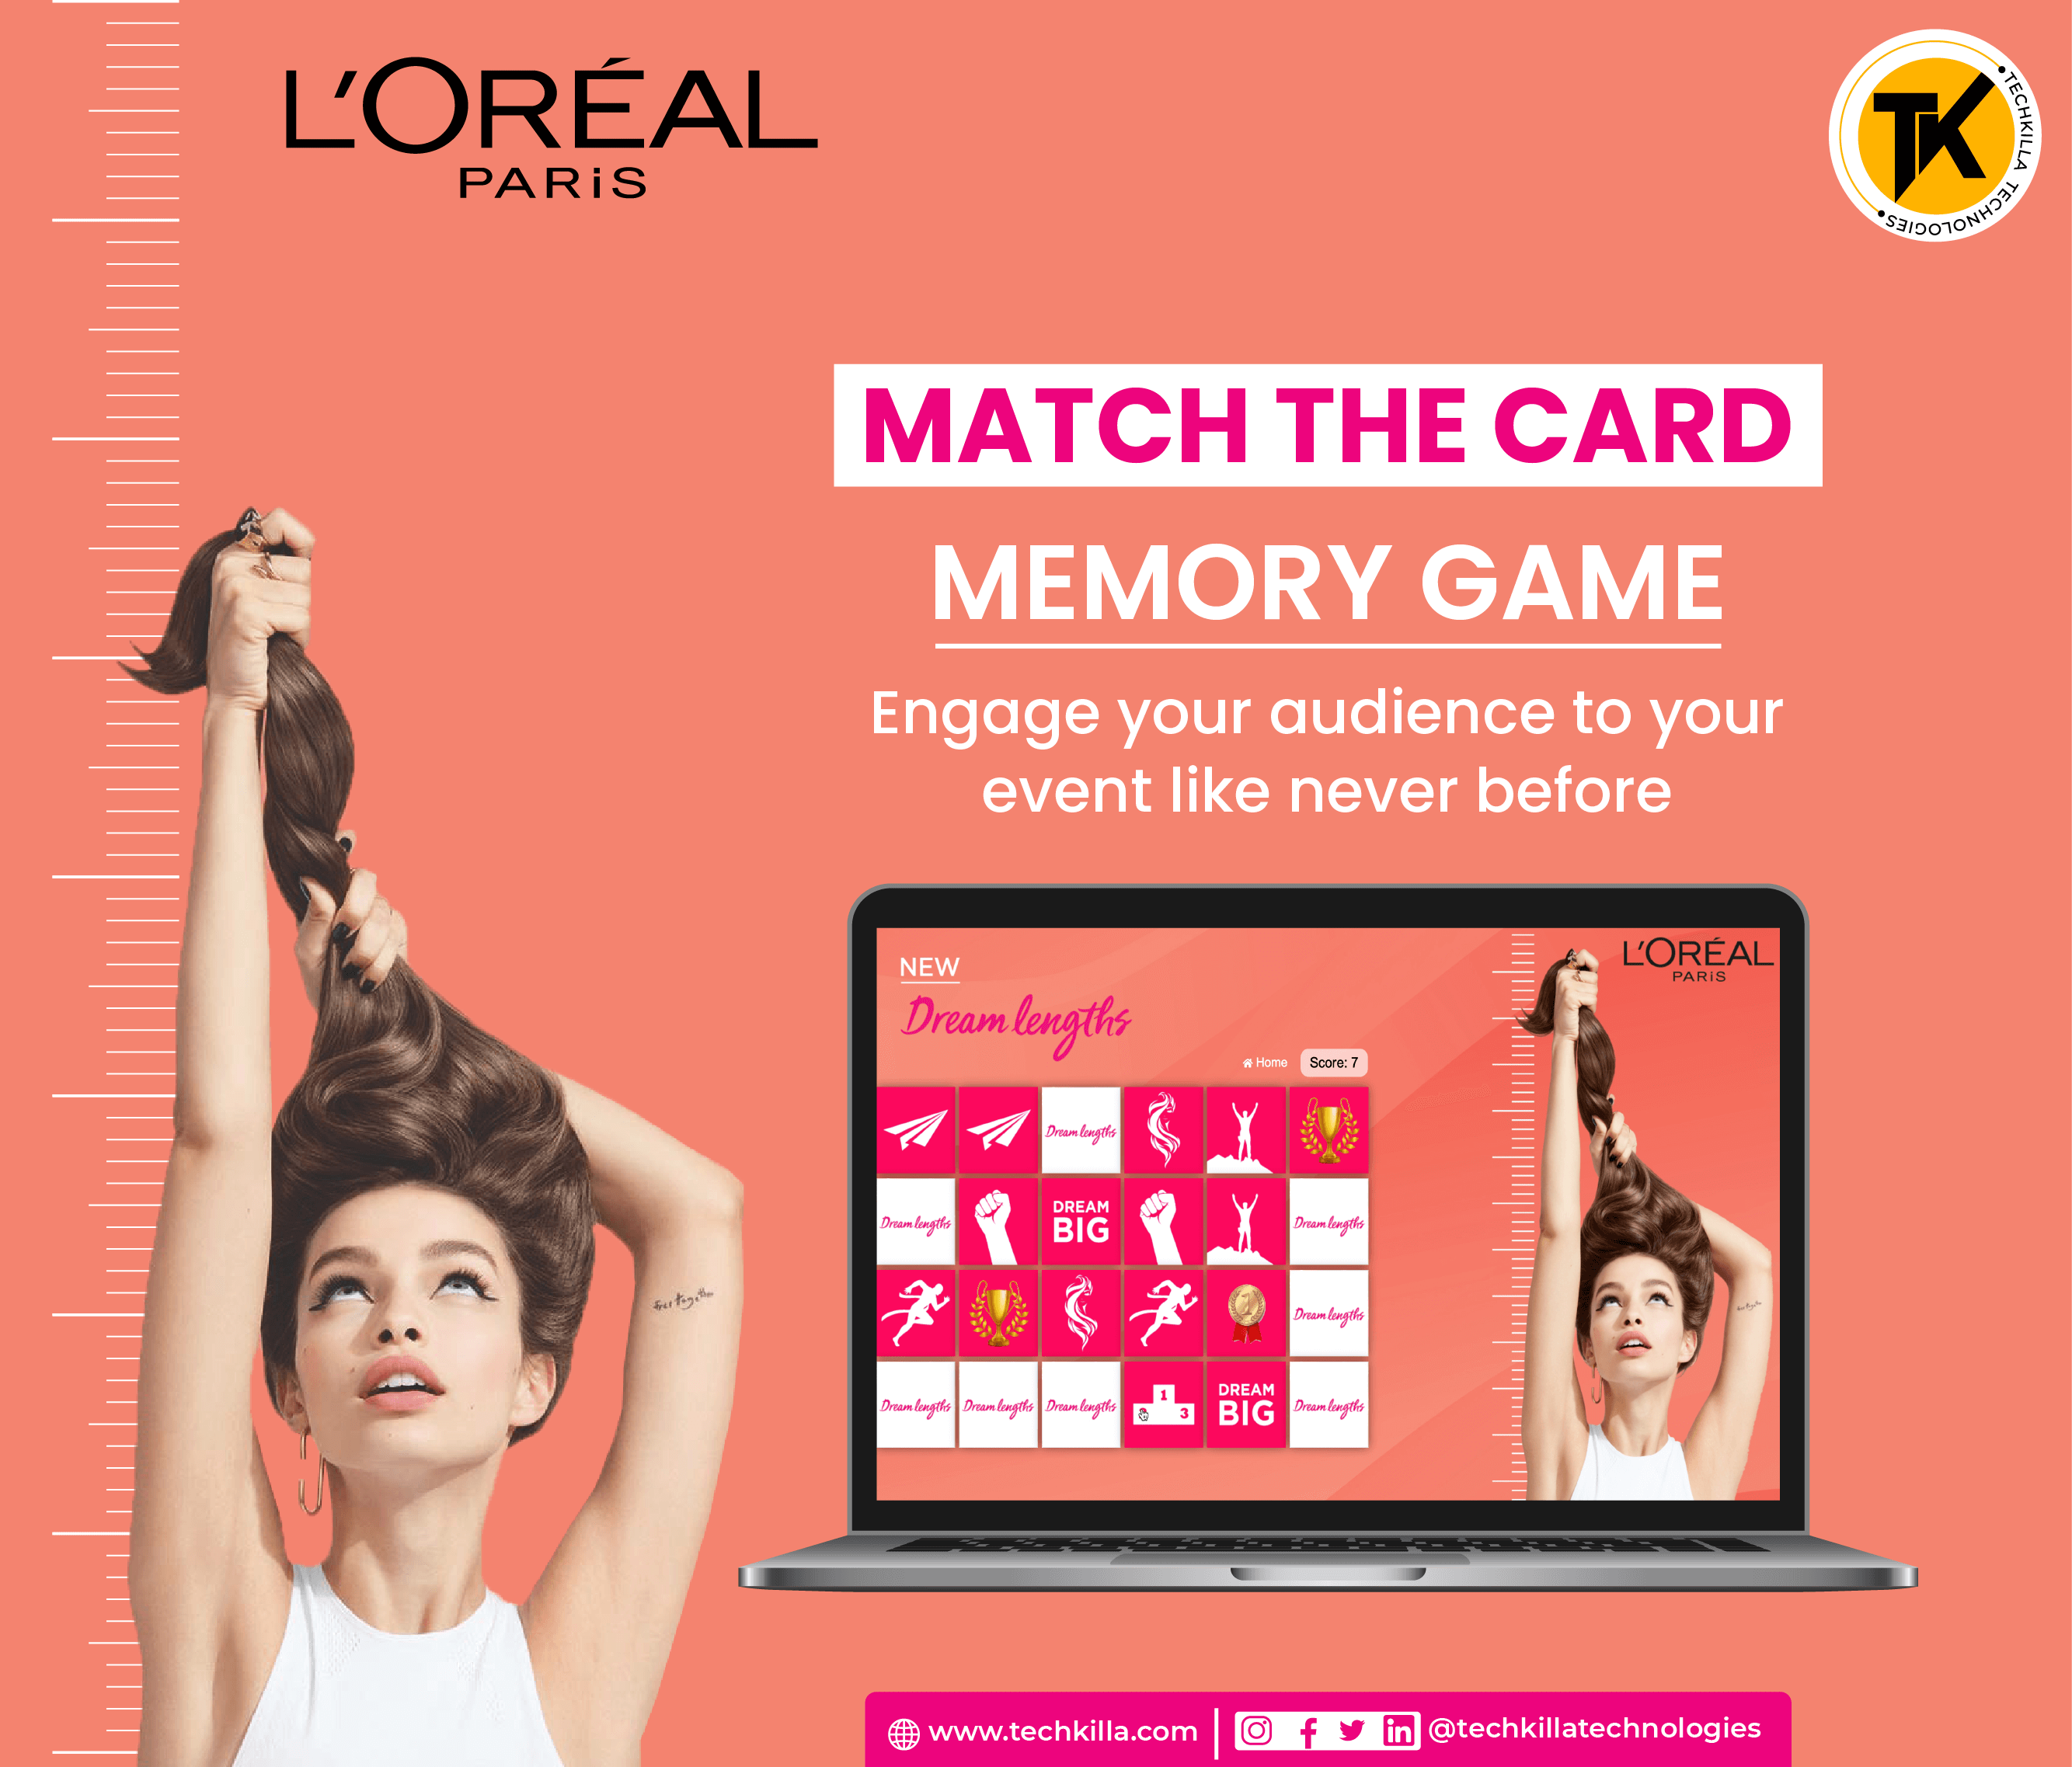 L'ORÉAL
PARiS
TK
TECHKILLA TECHNOLOGIES
MATCH THE CARD
MEMORY GAME
Engage your audience to your
event like never before
L'ORÉAL
PARiS
NEW
Dream lengths
Home Score: 7
Dream lengths
Dream lengths
DREAM
BIG
Dream lengths
Dream lengths
Dream lengths
Dream lengths
Dream lengths
1
3
DREAM
BIG
Dream lengths
free together
www.techkilla.com
@techkillatechnologies